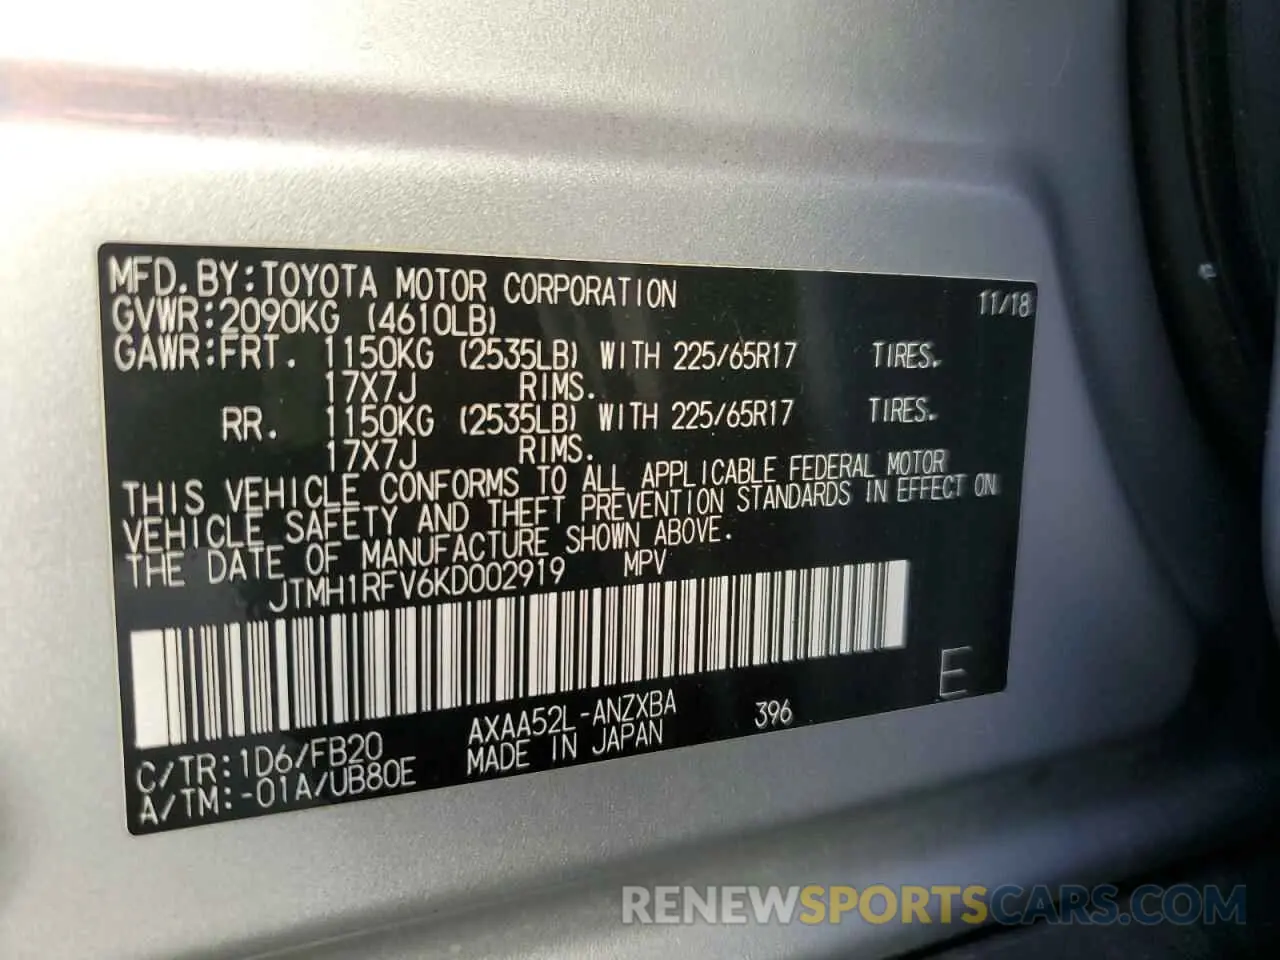 MFD.BY:TOYOTA MOTOR CORPORATION 11/18
GVWR:2090KG (4610LB)
GAWR:FRT. 1150KG (2535LB) WITH 225/65R17 TIRES.
17X7J RIMS.
RR. 1150KG (2535LB) WITH 225/65R17 TIRES.
17X7J RIMS.
THIS VEHICLE CONFORMS TO ALL APPLICABLE FEDERAL MOTOR
VEHICLE SAFETY AND THEFT PREVENTION STANDARDS IN EFFECT ON
THE DATE OF MANUFACTURE SHOWN ABOVE.
JTMH1RFV6KD002919 MPV
E
C/TR:1D6/FB20 AXAA52L-ANZXBA 396
A/TM:-01A/UB80E MADE IN JAPAN
RENEWSPORTSCARS.COM